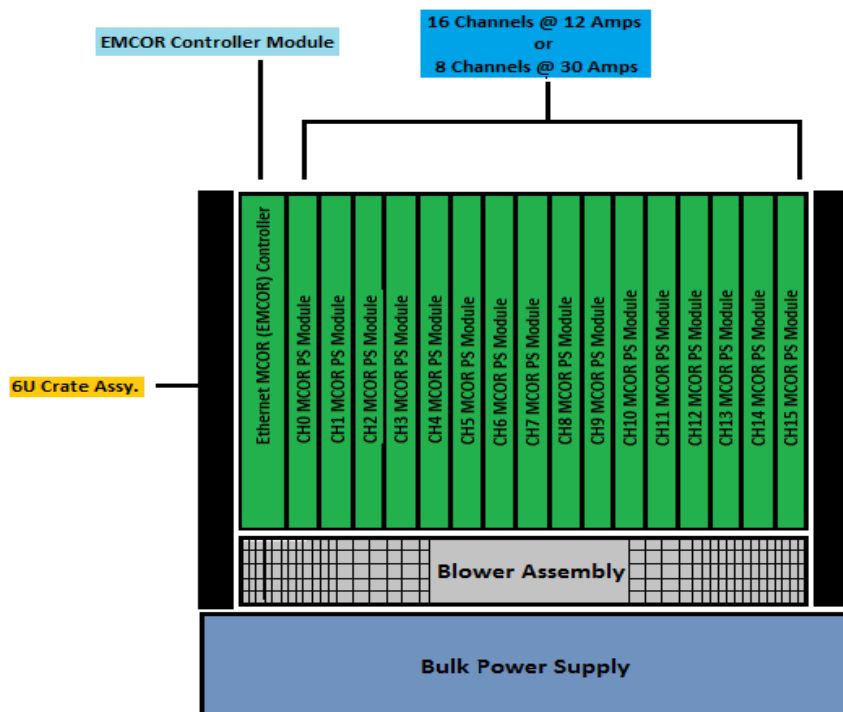 16 Channels @ 12 Amps
or
8 Channels @ 30 Amps
EMCOR Controller Module
6U Crate Assy.
Ethernet MCOR (EMCOR) Controller
CH0 MCOR PS Module
CH1 MCOR PS Module
CH2 MCOR PS Module
CH3 MCOR PS Module
CH4 MCOR PS Module
CH5 MCOR PS Module
CH6 MCOR PS Module
CH7 MCOR PS Module
CH8 MCOR PS Module
CH9 MCOR PS Module
CH10 MCOR PS Module
CH11 MCOR PS Module
CH12 MCOR PS Module
CH13 MCOR PS Module
CH14 MCOR PS Module
CH15 MCOR PS Module
Blower Assembly
Bulk Power Supply